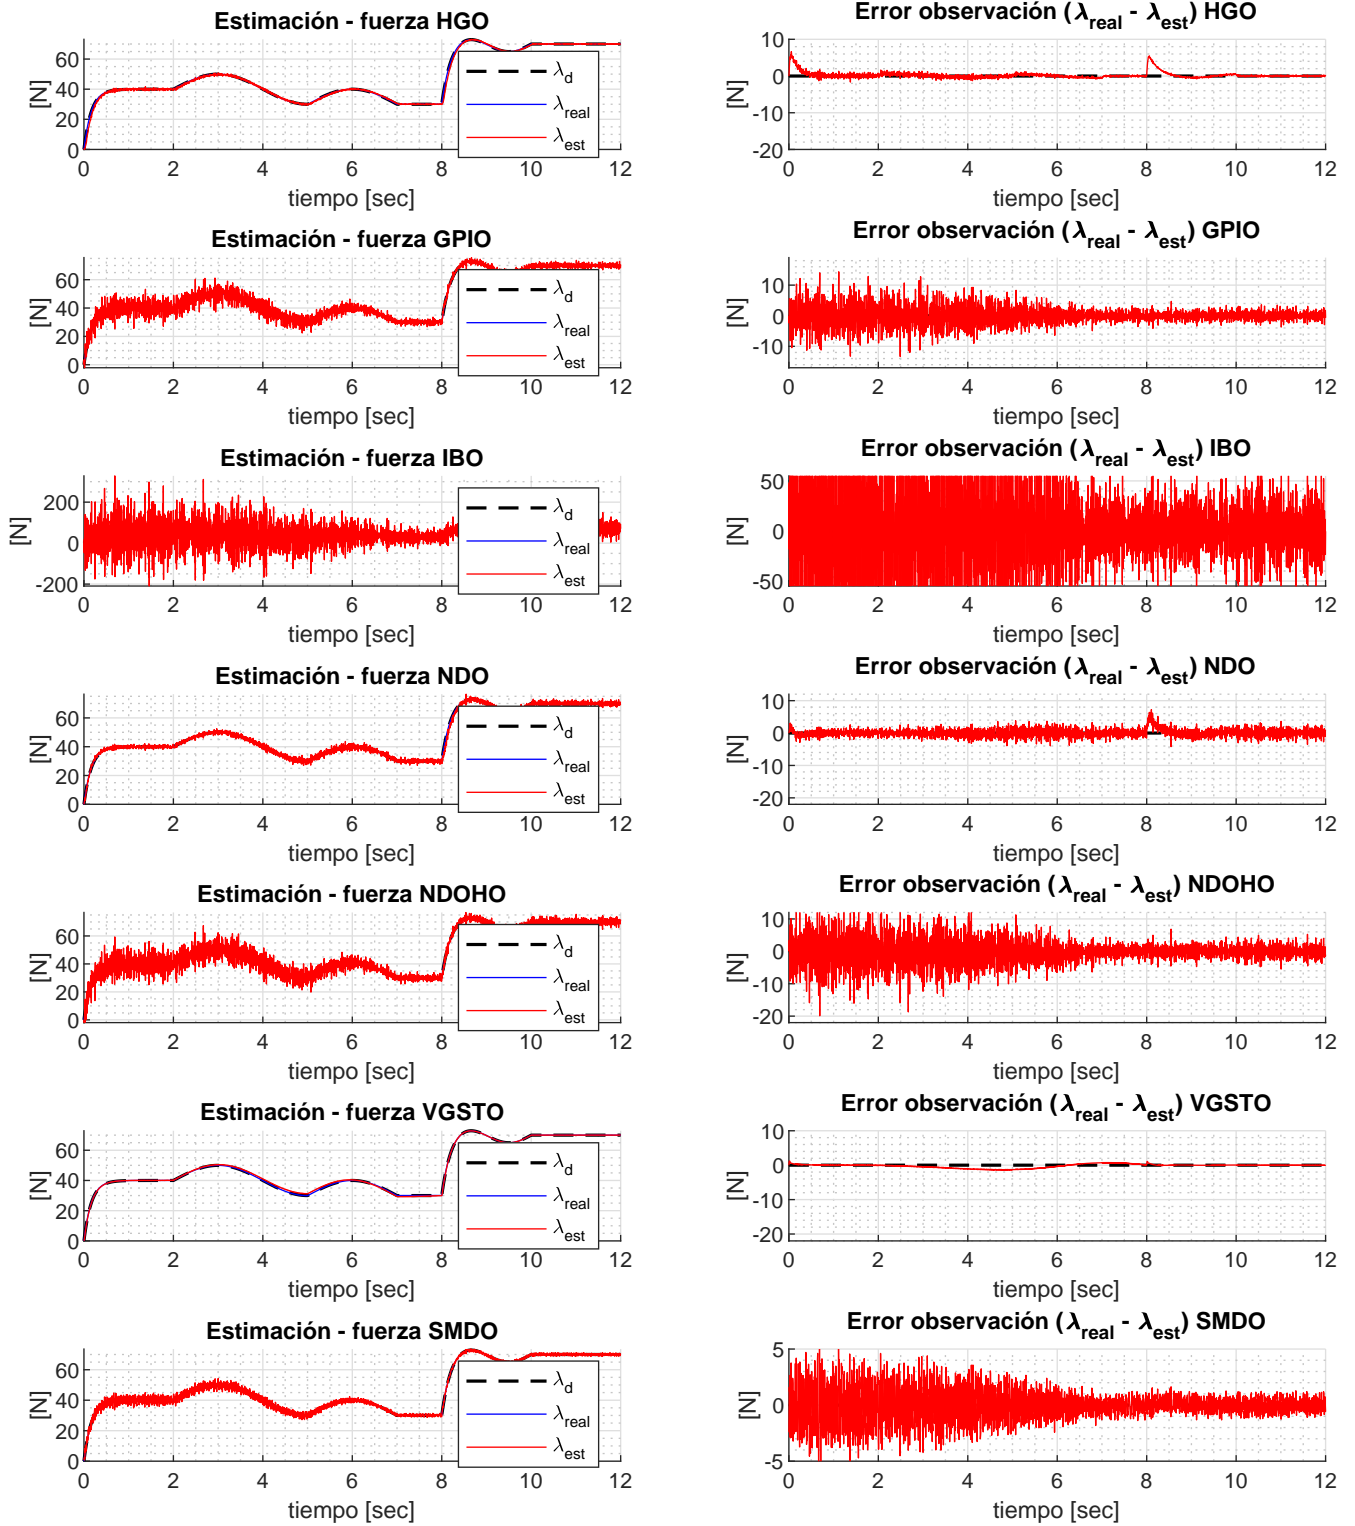 Estimación - fuerza HGO
[N]
60
40
20
0
0 2 4 6 8 10 12
tiempo [sec]
λd
λreal
λest
Error observación (λreal - λest) HGO
[N]
10
0
-10
-20
0 2 4 6 8 10 12
tiempo [sec]
Estimación - fuerza GPIO
[N]
60
40
20
0
0 2 4 6 8 10 12
tiempo [sec]
λd
λreal
λest
Error observación (λreal - λest) GPIO
[N]
10
0
-10
0 2 4 6 8 10 12
tiempo [sec]
Estimación - fuerza IBO
[N]
200
0
-200
0 2 4 6 8 10 12
tiempo [sec]
λd
λreal
λest
Error observación (λreal - λest) IBO
[N]
50
0
-50
0 2 4 6 8 10 12
tiempo [sec]
Estimación - fuerza NDO
[N]
60
40
20
0
0 2 4 6 8 10 12
tiempo [sec]
λd
λreal
λest
Error observación (λreal - λest) NDO
[N]
10
0
-10
-20
0 2 4 6 8 10 12
tiempo [sec]
Estimación - fuerza NDOHO
[N]
60
40
20
0
0 2 4 6 8 10 12
tiempo [sec]
λd
λreal
λest
Error observación (λreal - λest) NDOHO
[N]
10
0
-10
-20
0 2 4 6 8 10 12
tiempo [sec]
Estimación - fuerza VGSTO
[N]
60
40
20
0
0 2 4 6 8 10 12
tiempo [sec]
λd
λreal
λest
Error observación (λreal - λest) VGSTO
[N]
10
0
-10
-20
0 2 4 6 8 10 12
tiempo [sec]
Estimación - fuerza SMDO
[N]
60
40
20
0
0 2 4 6 8 10 12
tiempo [sec]
λd
λreal
λest
Error observación (λreal - λest) SMDO
[N]
5
0
-5
0 2 4 6 8 10 12
tiempo [sec]